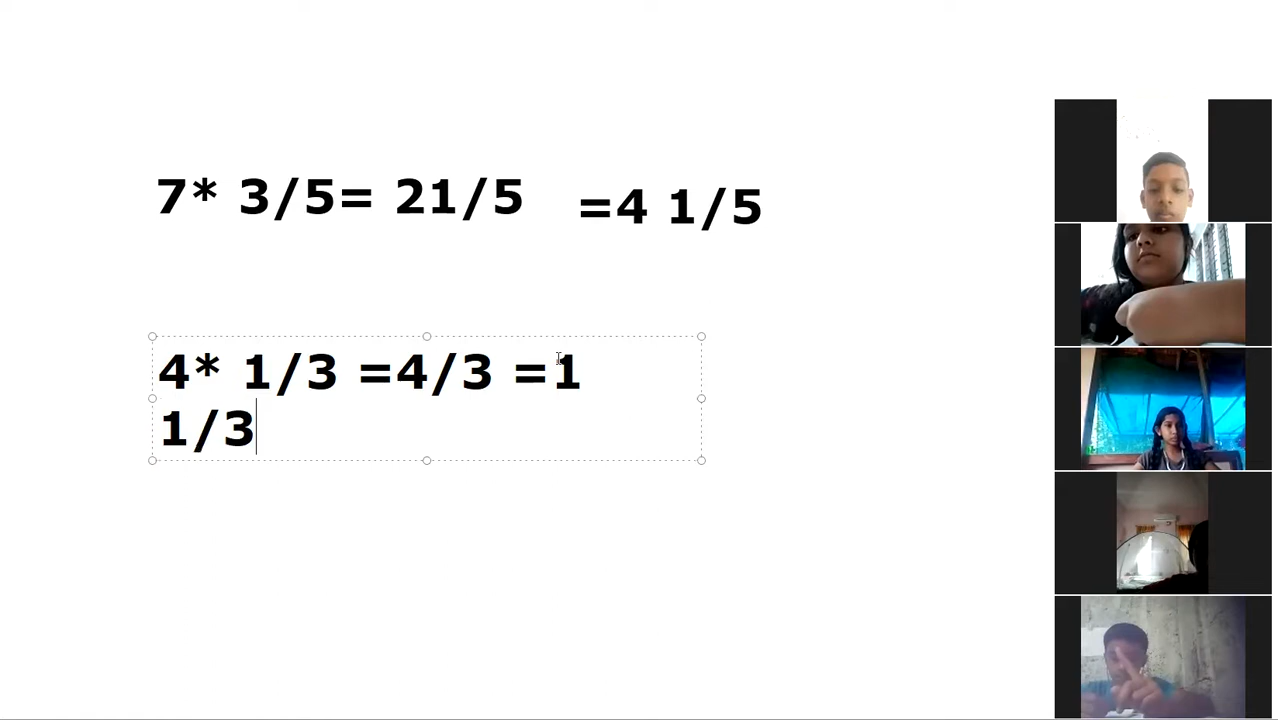 7* 3/5= 21/5 =4 1/5
4* 1/3 =4/3 =1
1/3